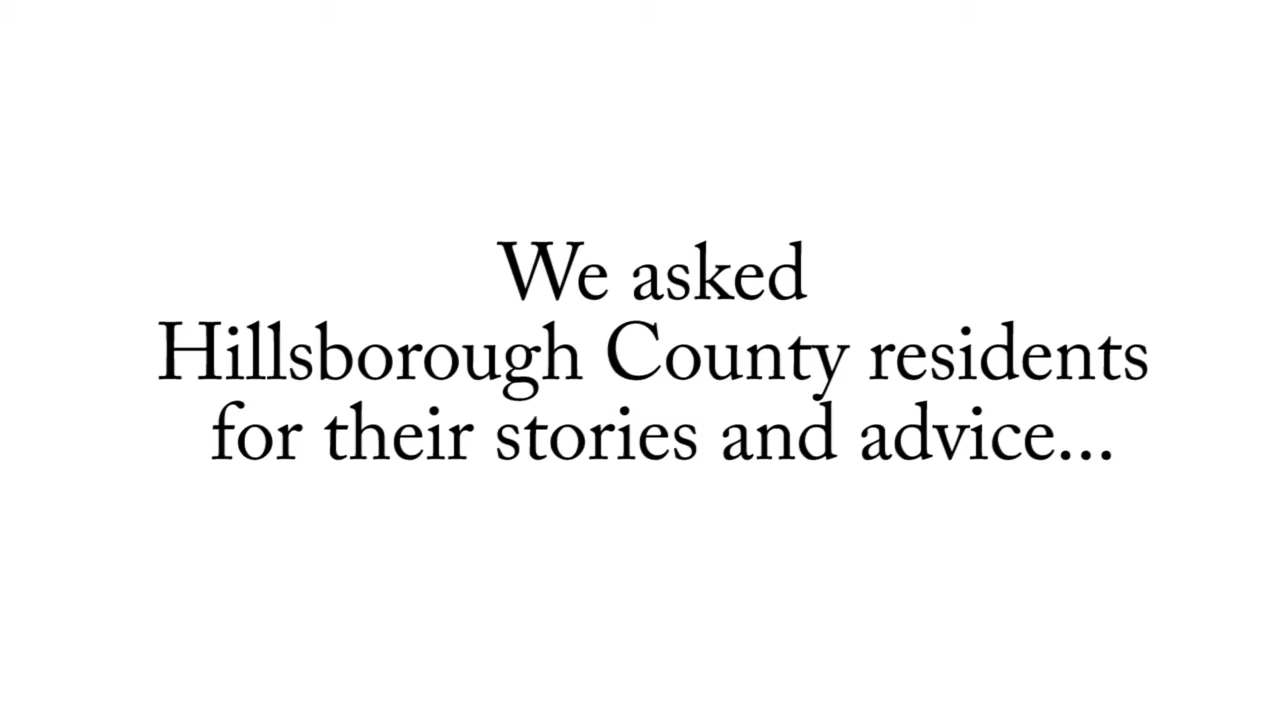 We asked
Hillsborough County residents
for their stories and advice...